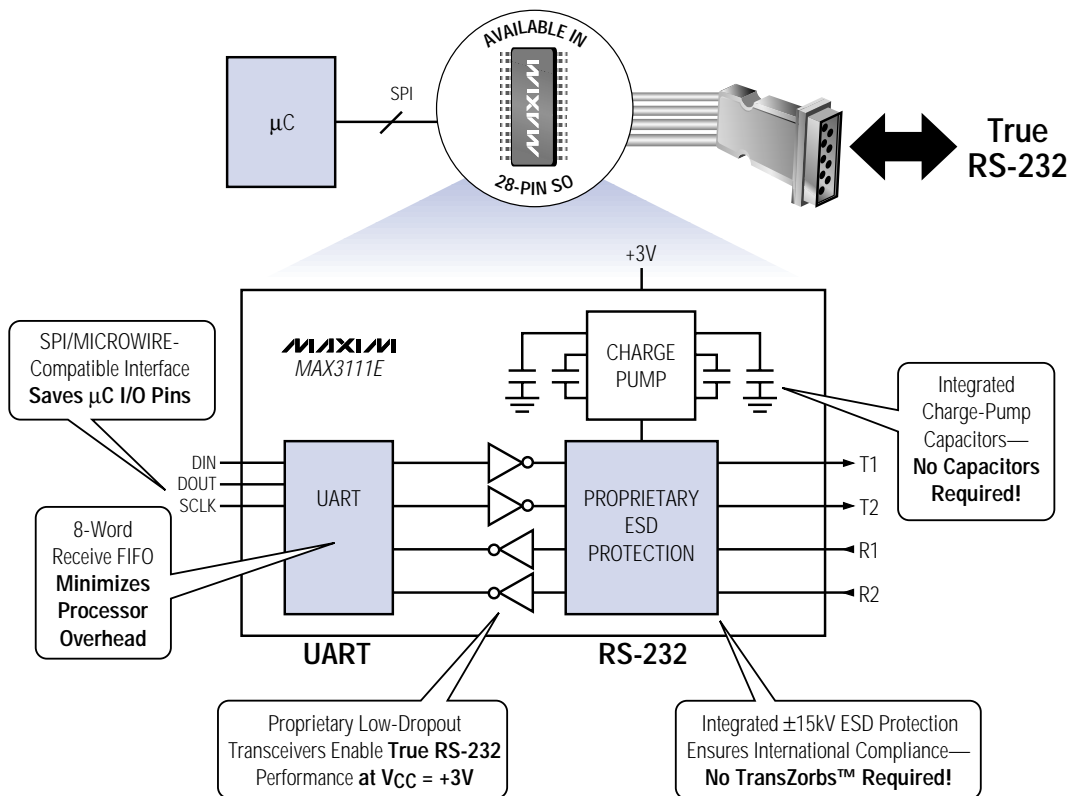 AVAILABLE IN
MAXIM
28-PIN SO
μC
SPI
True
RS-232
+3V
MAXIM
MAX3111E
CHARGE
PUMP
SPI/MICROWIRE-
Compatible Interface
Saves μC I/O Pins
Integrated
Charge-Pump
Capacitors—
No Capacitors
Required!
DIN
DOUT
SCLK
UART
PROPRIETARY
ESD
PROTECTION
T1
T2
R1
R2
8-Word
Receive FIFO
Minimizes
Processor
Overhead
UART
RS-232
Proprietary Low-Dropout
Transceivers Enable True RS-232
Performance at VCC = +3V
Integrated ±15kV ESD Protection
Ensures International Compliance—
No TransZorbs™ Required!